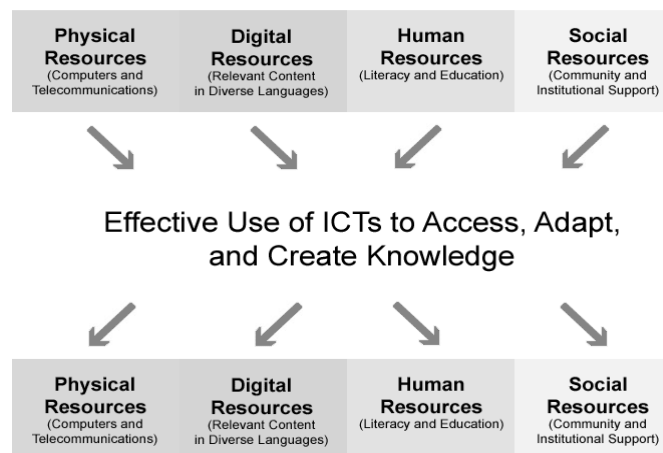 Physical
Resources
(Computers and
Telecommunications)
Digital
Resources
(Relevant Content
in Diverse Languages)
Human
Resources
(Literacy and Education)
Social
Resources
(Community and
Institutional Support)
Effective Use of ICTs to Access, Adapt,
and Create Knowledge
Physical
Resources
(Computers and
Telecommunications)
Digital
Resources
(Relevant Content
in Diverse Languages)
Human
Resources
(Literacy and Education)
Social
Resources
(Community and
Institutional Support)